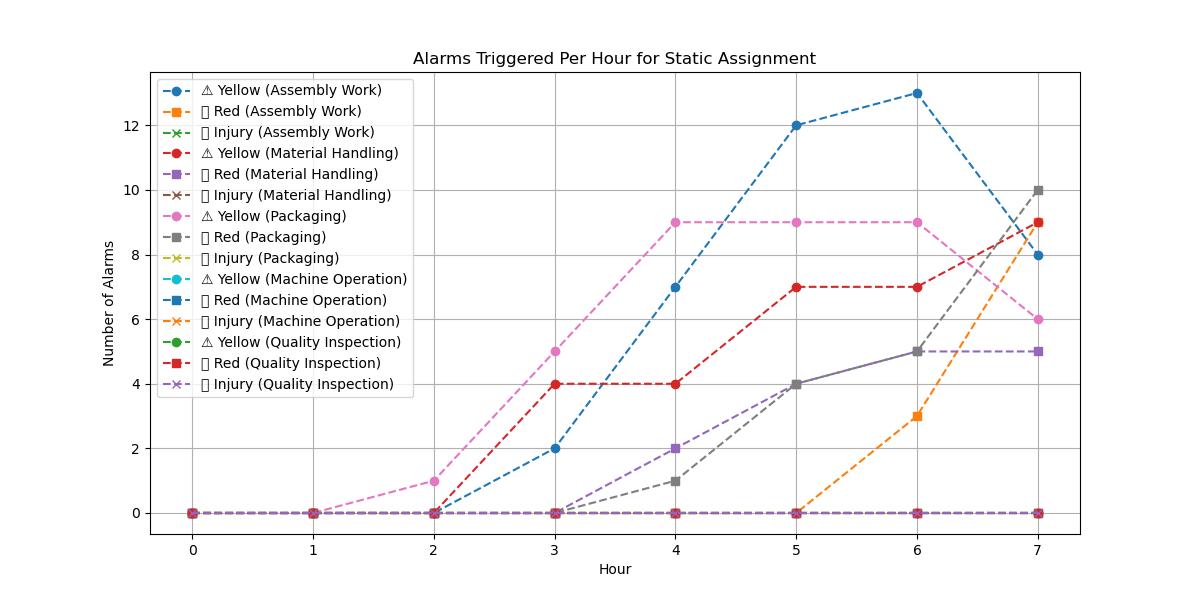 Alarms Triggered Per Hour for Static Assignment
⚠ Yellow (Assembly Work)
▯ Red (Assembly Work)
▯ Injury (Assembly Work)
⚠ Yellow (Material Handling)
▯ Red (Material Handling)
▯ Injury (Material Handling)
⚠ Yellow (Packaging)
▯ Red (Packaging)
▯ Injury (Packaging)
⚠ Yellow (Machine Operation)
▯ Red (Machine Operation)
▯ Injury (Machine Operation)
⚠ Yellow (Quality Inspection)
▯ Red (Quality Inspection)
▯ Injury (Quality Inspection)
Number of Alarms
12
10
8
6
4
2
0
0 1 2 3 4 5 6 7
Hour